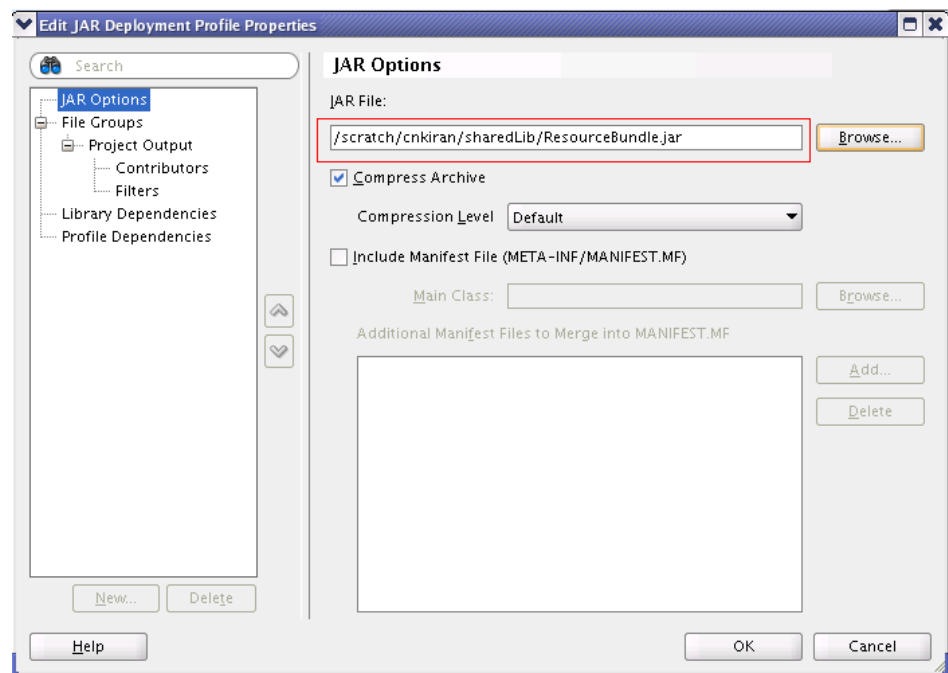 Edit JAR Deployment Profile Properties
Search
JAR Options
File Groups
Project Output
Contributors
Filters
Library Dependencies
Profile Dependencies
New...
Delete
JAR Options
JAR File:
/scratch/cnkiran/sharedLib/ResourceBundle.jar
Browse...
Compress Archive
Compression Level
Default
Include Manifest File (META-INF/MANIFEST.MF)
Main Class:
Browse...
Additional Manifest Files to Merge into MANIFEST.MF
Add...
Delete
Help
OK
Cancel